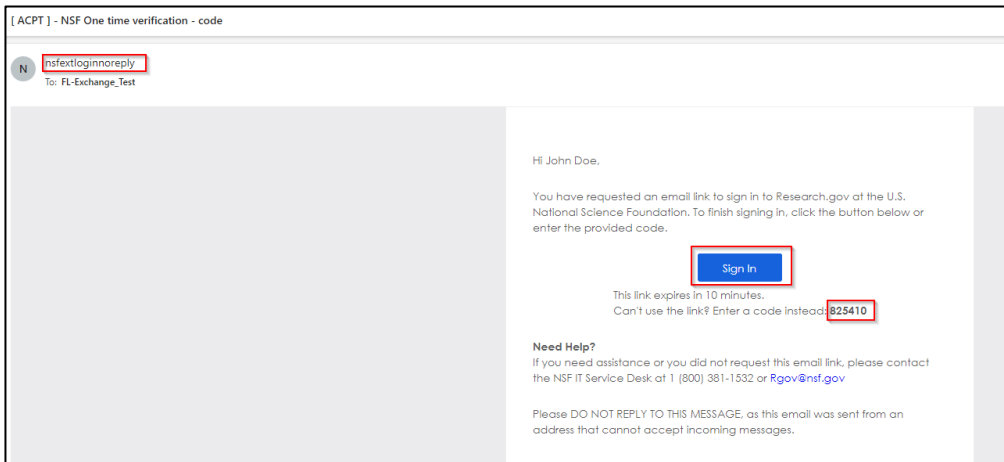 [ ACPT ] - NSF One time verification - code
N
nsfextloginnoreply
To: FL-Exchange_Test
Hi John Doe,
You have requested an email link to sign in to Research.gov at the U.S.
National Science Foundation. To finish signing in, click the button below or
enter the provided code.
Sign In
This link expires in 10 minutes.
Can't use the link? Enter a code instead: 825410
Need Help?
If you need assistance or you did not request this email link, please contact
the NSF IT Service Desk at 1 (800) 381-1532 or Rgov@nsf.gov
Please DO NOT REPLY TO THIS MESSAGE, as this email was sent from an
address that cannot accept incoming messages.